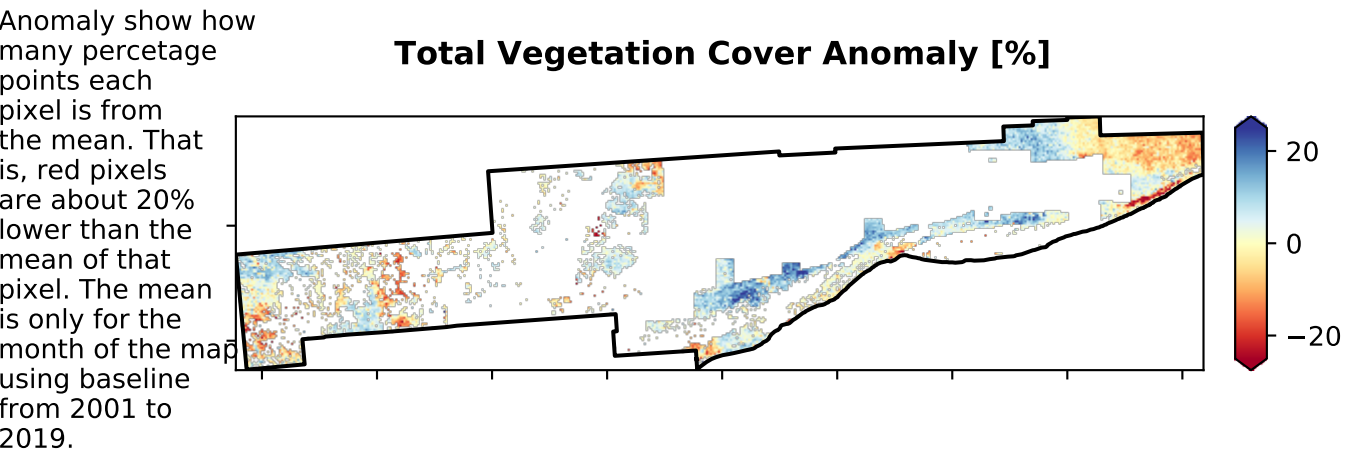 Anomaly show how
many percetage
points each
pixel is from
the mean. That
is, red pixels
are about 20%
lower than the
mean of that
pixel. The mean
is only for the
month of the map
using baseline
from 2001 to
2019.
Total Vegetation Cover Anomaly [%]
20
0
−20